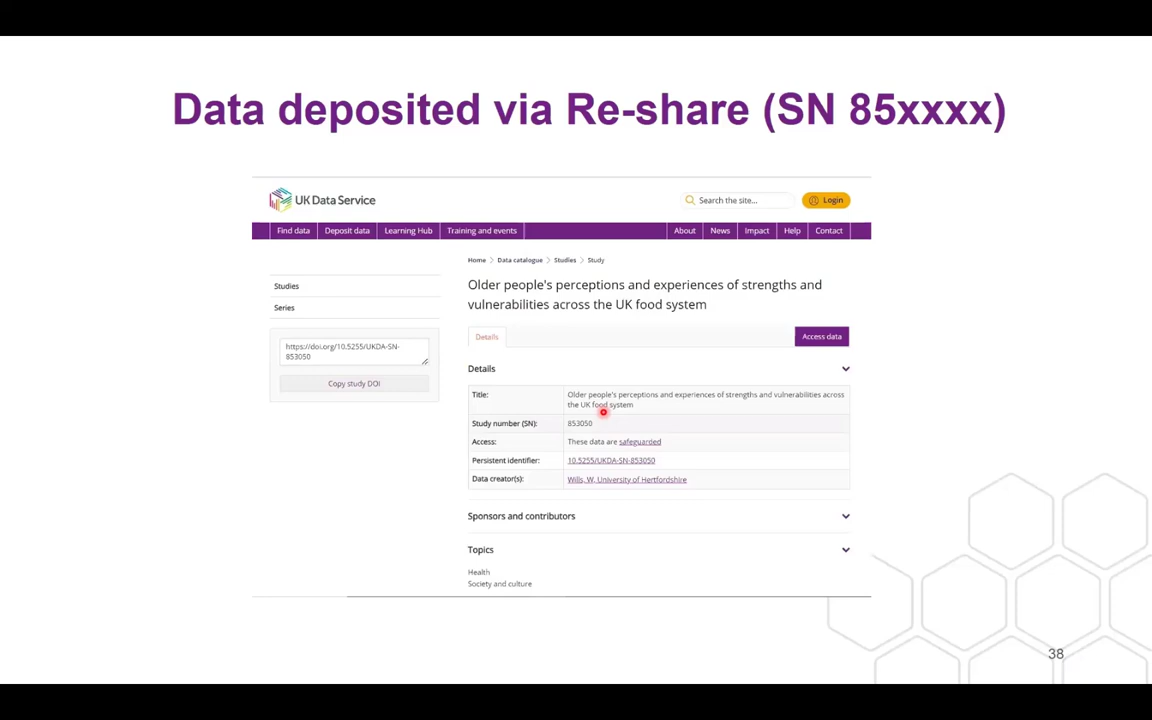 Data deposited via Re-share (SN 85xxxx)
UK Data Service
Search the site...
Login
Find data
Deposit data
Learning Hub
Training and events
About
News
Impact
Help
Contact
Home > Data catalogue > Studies > Study
Studies
Series
https://doi.org/10.5255/UKDA-SN-
853050
Copy study DOI
Older people's perceptions and experiences of strengths and
vulnerabilities across the UK food system
Details
Access data
Details
Title: Older people's perceptions and experiences of strengths and vulnerabilities across
the UK food system
Study number (SN): 853050
Access: These data are safeguarded
Persistent identifier: 10.5255/UKDA-SN-853050
Data creator(s): Wills, W, University of Hertfordshire
Sponsors and contributors
Topics
Health
Society and culture
38